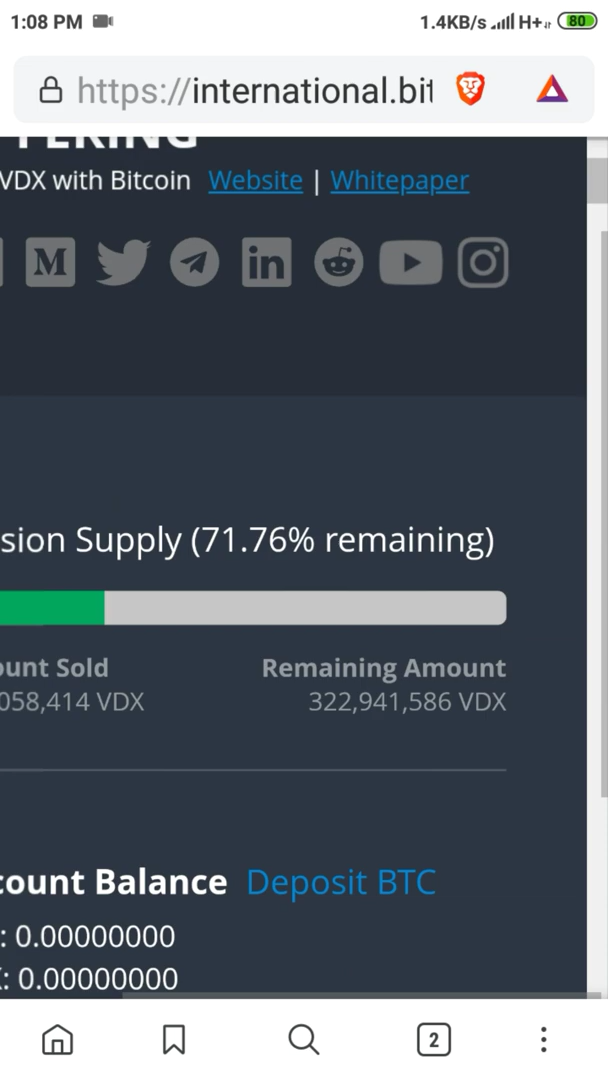 1:08 PM
1.4KB/s H+ 80
https://international.bit
VDX with Bitcoin Website | Whitepaper
sion Supply (71.76% remaining)
ount Sold
Remaining Amount
058,414 VDX
322,941,586 VDX
count Balance Deposit BTC
: 0.00000000
: 0.00000000
2